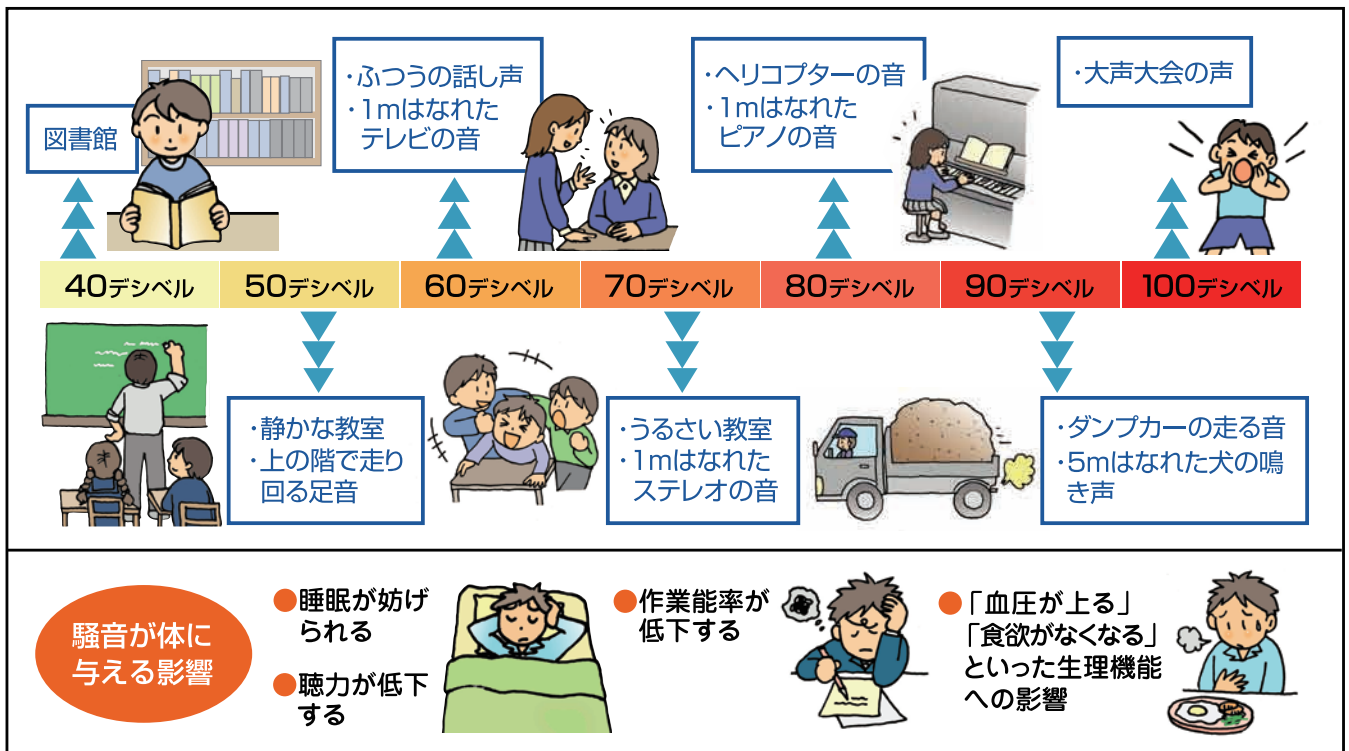 図書館
・ふつうの話し声
・1mはなれた
テレビの音
・ヘリコプターの音
・1mはなれた
ピアノの音
・大声大会の声
40デシベル
50デシベル
60デシベル
70デシベル
80デシベル
90デシベル
100デシベル
・静かな教室
・上の階で走り
回る足音
・うるさい教室
・1mはなれた
ステレオの音
・ダンプカーの走る音
・5mはなれた犬の鳴
き声
騒音が体に
与える影響
●睡眠が妨げ
られる
●聴力が低下
する
●作業能率が
低下する
●「血圧が上る」
「食欲がなくなる」
といった生理機能
への影響